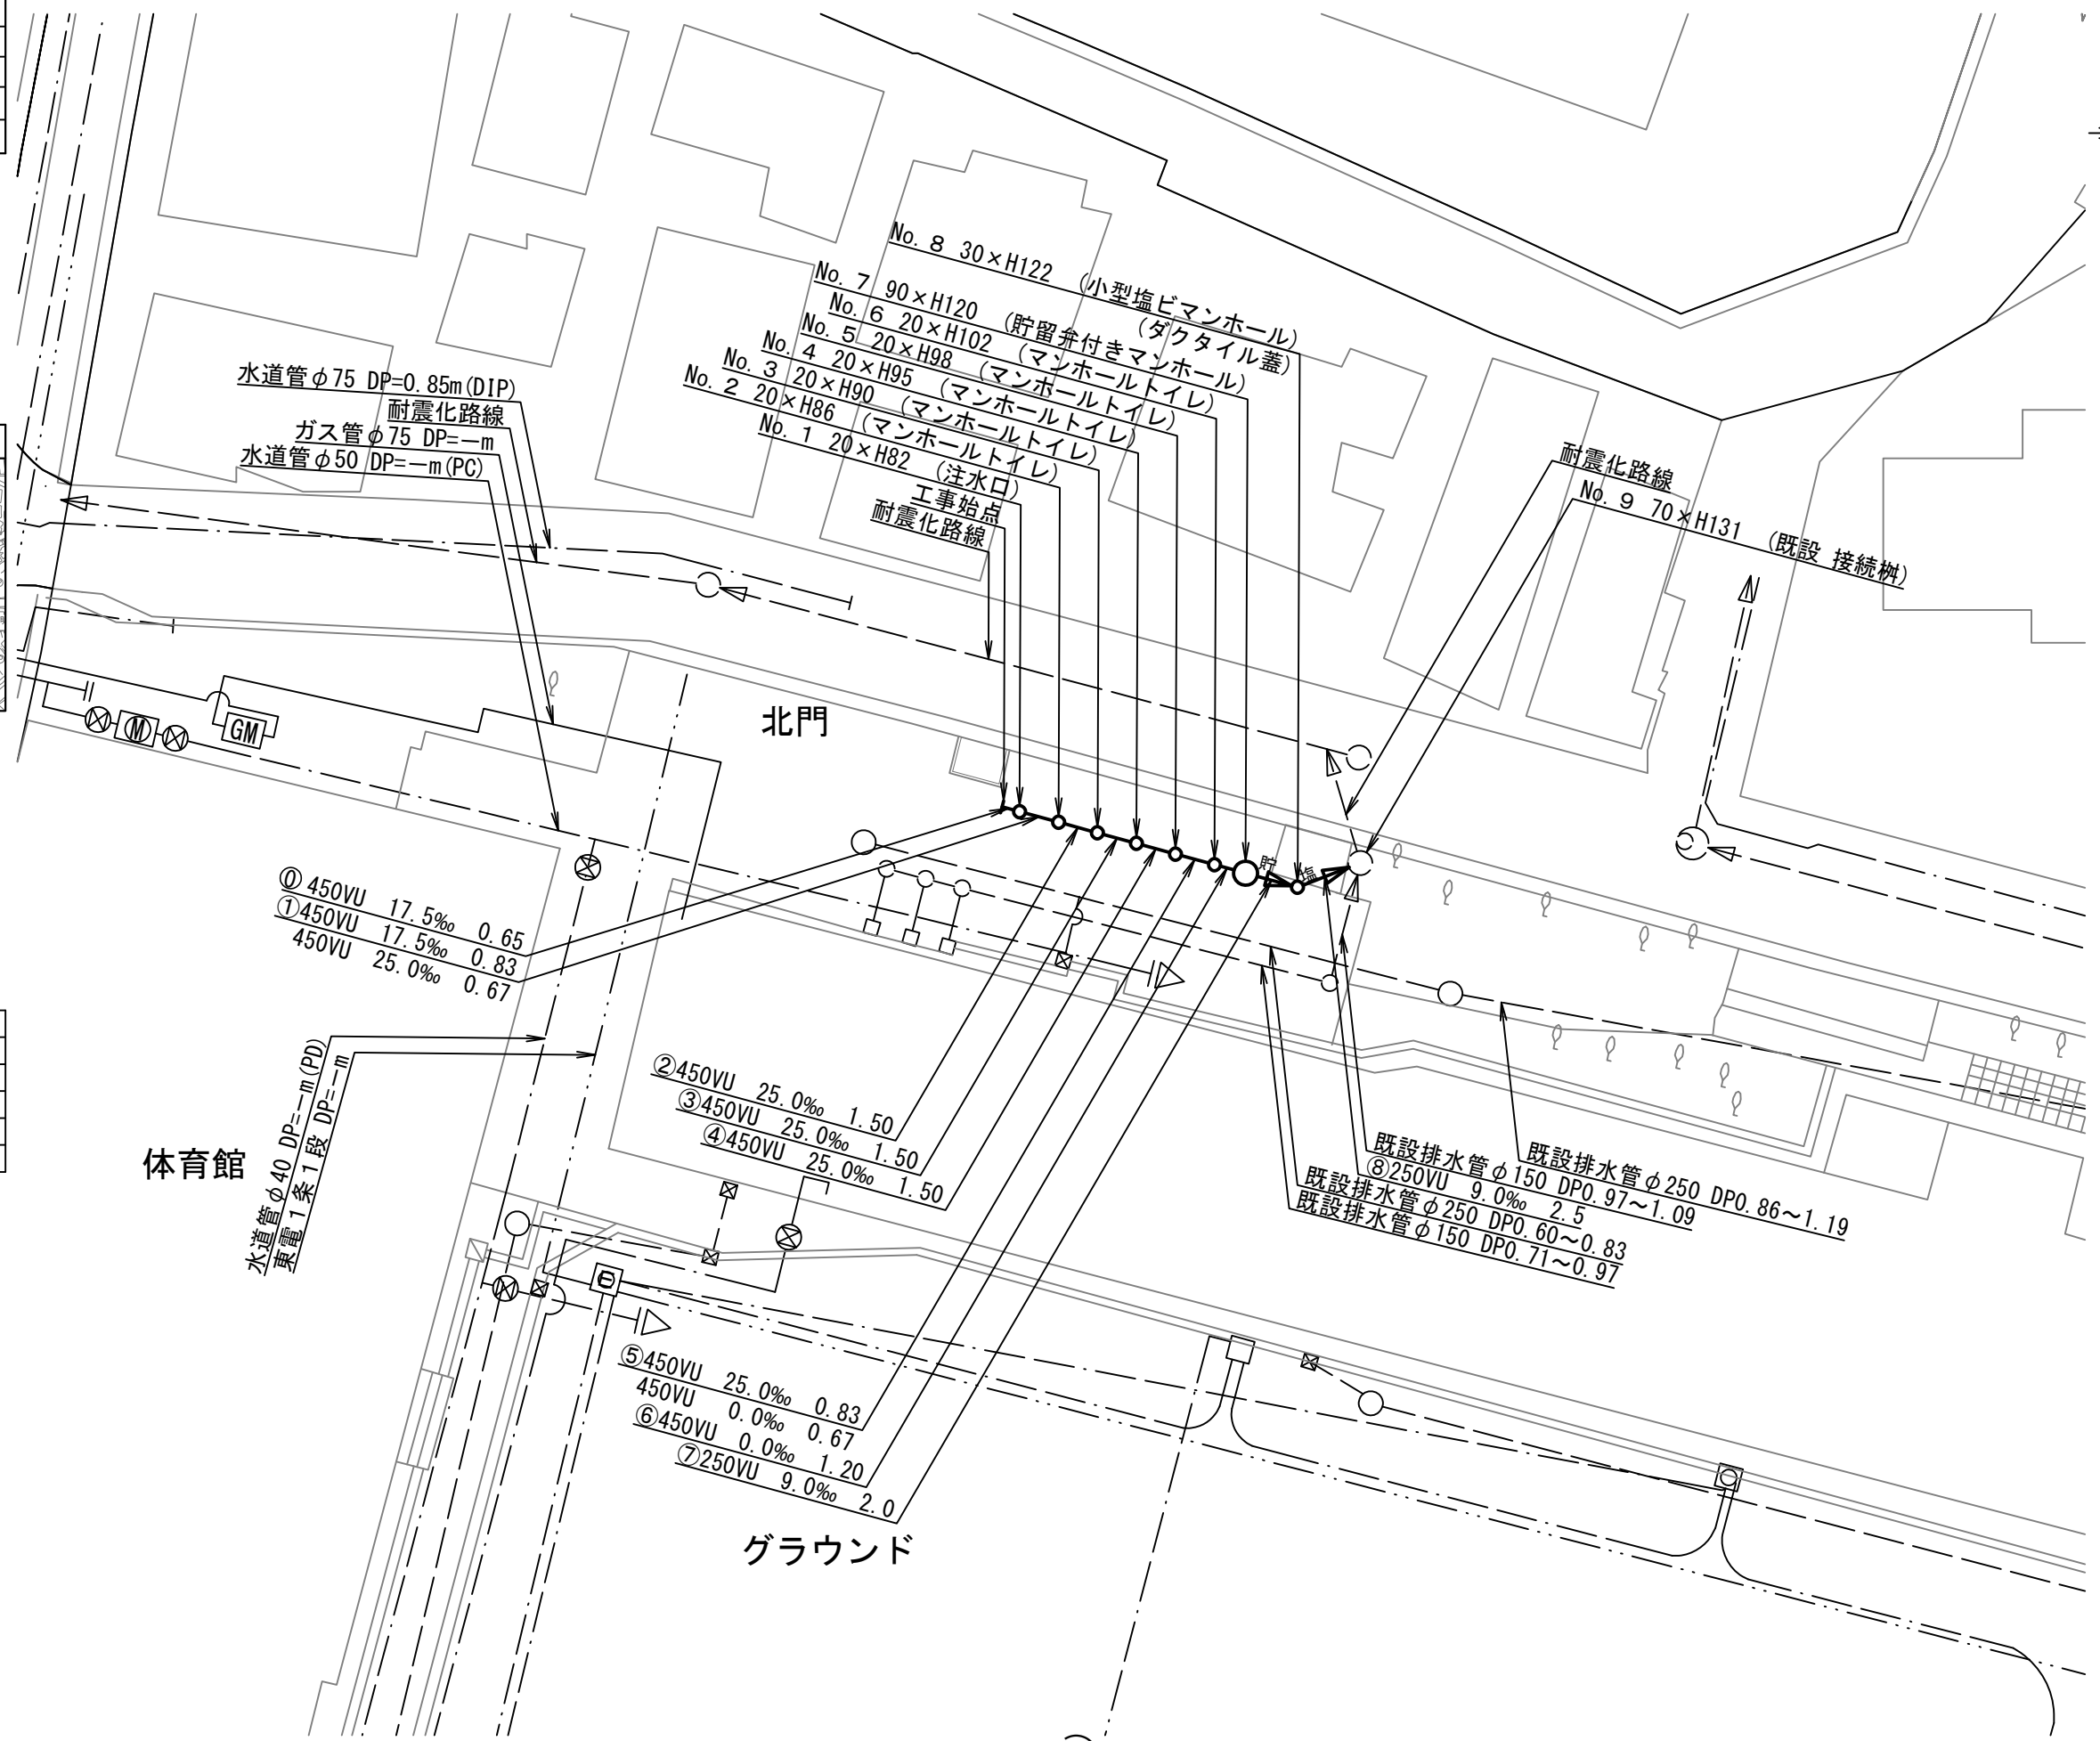 No. 8 30×H122 (小型塩ビマンホール)
(ダクタイル蓋)
No. 7 90×H120 (貯留弁付きマンホール)
No. 6 20×H102 (マンホールトイレ)
No. 5 20×H98 (マンホールトイレ)
No. 4 20×H95 (マンホールトイレ)
No. 3 20×H90 (マンホールトイレ)
No. 2 20×H86 (マンホールトイレ)
No. 1 20×H82 (注水口)
工事始点
耐震化路線
水道管φ75 DP=0.85m(DIP)
耐震化路線
ガス管φ75 DP=―m
水道管φ50 DP=―m(PC)
耐震化路線
No. 9 70×H131 (既設 接続桝)
北門
M
GM
貯
塩
⓪ 450VU 17.5‰ 0.65
①450VU 17.5‰ 0.83
450VU 25.0‰ 0.67
②450VU 25.0‰ 1.50
③450VU 25.0‰ 1.50
④450VU 25.0‰ 1.50
水道管φ40 DP=―m(PD)
東電1条1段 DP=―m
体育館
既設排水管φ250 DP0.86～1.19
既設排水管φ150 DP0.97～1.09
⑧250VU 9.0‰ 2.5
既設排水管φ250 DP0.60～0.83
既設排水管φ150 DP0.71～0.97
⑤450VU 25.0‰ 0.83
450VU 0.0‰ 0.67
⑥450VU 0.0‰ 1.20
⑦250VU 9.0‰ 2.0
グラウンド